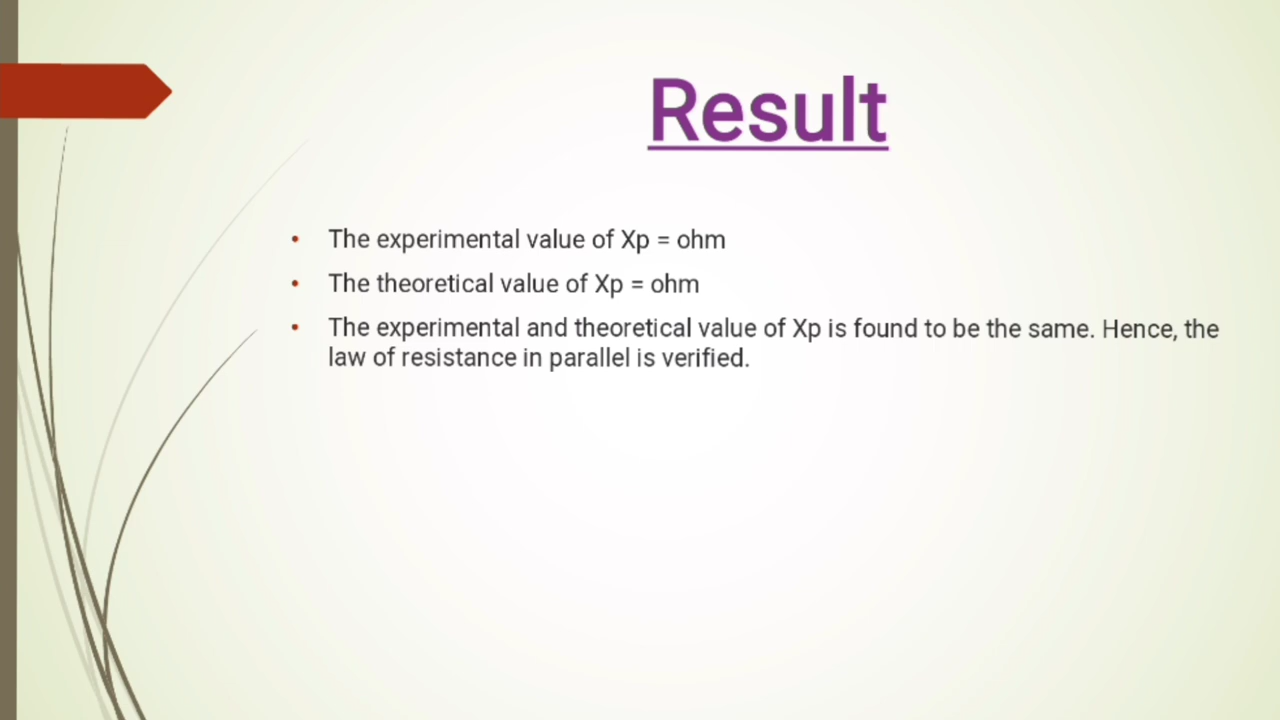 Result
• The experimental value of Xp = ohm
• The theoretical value of Xp = ohm
• The experimental and theoretical value of Xp is found to be the same. Hence, the
law of resistance in parallel is verified.